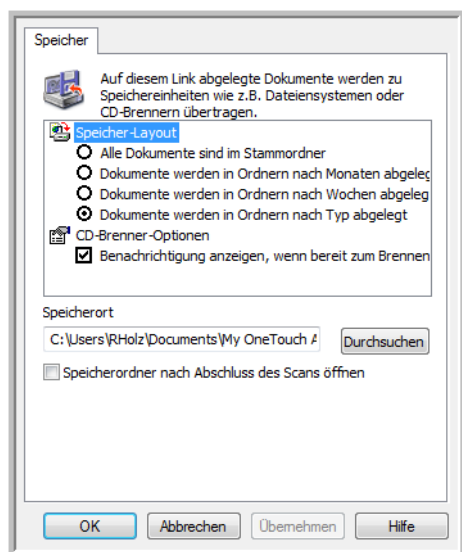 Speicher
Auf diesem Link abgelegte Dokumente werden zu
Speichereinheiten wie z.B. Dateiensystemen oder
CD-Brennern übertragen.
Speicher-Layout
Alle Dokumente sind im Stammordner
Dokumente werden in Ordnern nach Monaten abgeleg
Dokumente werden in Ordnern nach Wochen abgeleg
Dokumente werden in Ordnern nach Typ abgelegt
CD-Brenner-Optionen
Benachrichtigung anzeigen, wenn bereit zum Brennen
Speicherort
C:\Users\RHolz\Documents\My OneTouch A
Durchsuchen
Speicherordner nach Abschluss des Scans öffnen
OK Abbrechen Übernehmen Hilfe